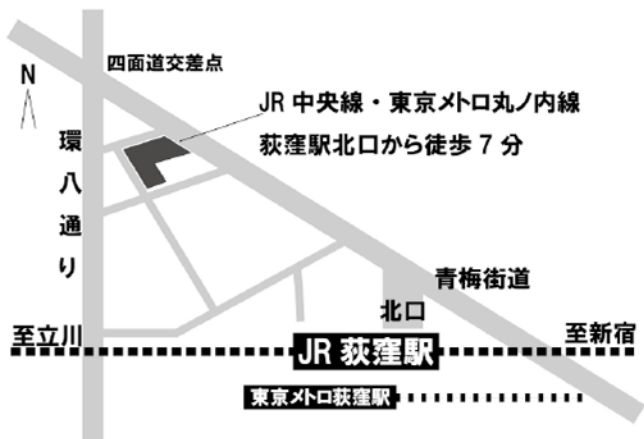 四面道交差点
N
JR 中央線・東京メトロ丸ノ内線
荻窪駅北口から徒歩 7 分
環八通り
青梅街道
北口
至立川
JR 荻窪駅
至新宿
東京メトロ荻窪駅